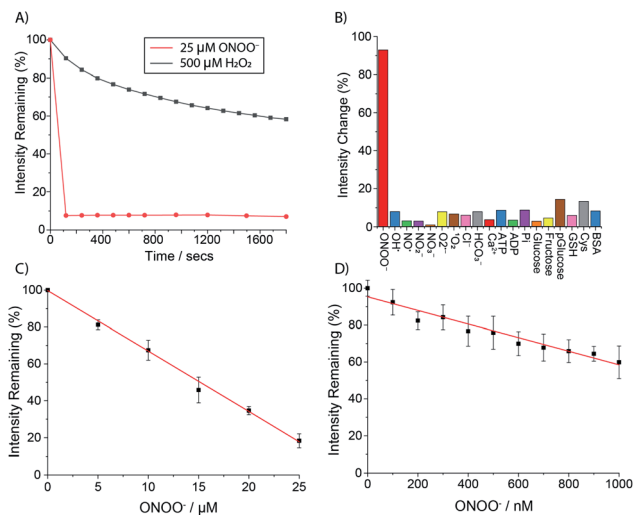 A)
Intensity Remaining (%)
100
80
60
40
20
0
25 µM ONOO⁻
500 µM H₂O₂
0 400 800 1200 1600
Time / secs
B)
Intensity Change (%)
100
80
60
40
20
0
ONOO⁻
OH·
NO·
NO₂⁻
NO₃⁻
O2·⁻
¹O₂
Cl⁻
HCO₃⁻
Ca²⁺
ATP
ADP
Pi
Glucose
Fructose
pGlucose
GSH
Cys
BSA
C)
Intensity Remaining (%)
100
80
60
40
20
0
0 5 10 15 20 25
ONOO⁻ / µM
D)
Intensity Remaining (%)
100
80
60
40
20
0
0 200 400 600 800 1000
ONOO⁻ / nM